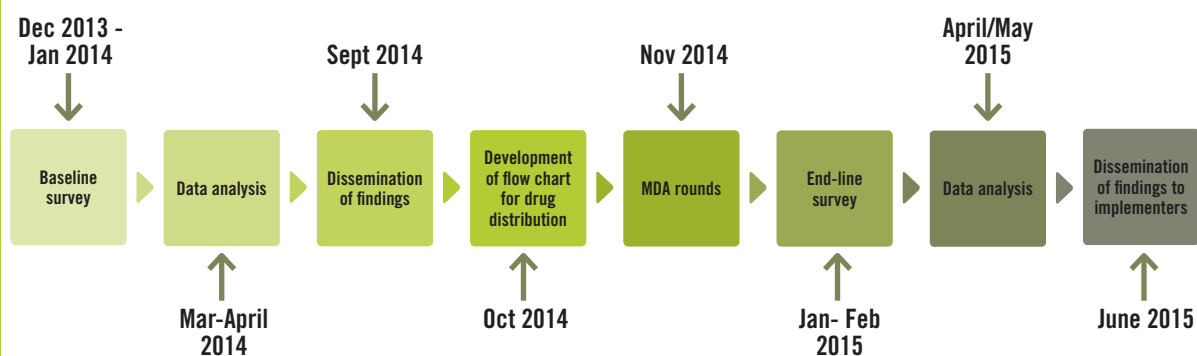 Dec 2013 -
Jan 2014
Sept 2014
Nov 2014
April/May
2015
Baseline
survey
Data analysis
Dissemination
of findings
Development
of flow chart
for drug
distribution
MDA rounds
End-line
survey
Data analysis
Dissemination
of findings to
implementers
Mar-April
2014
Oct 2014
Jan- Feb
2015
June 2015